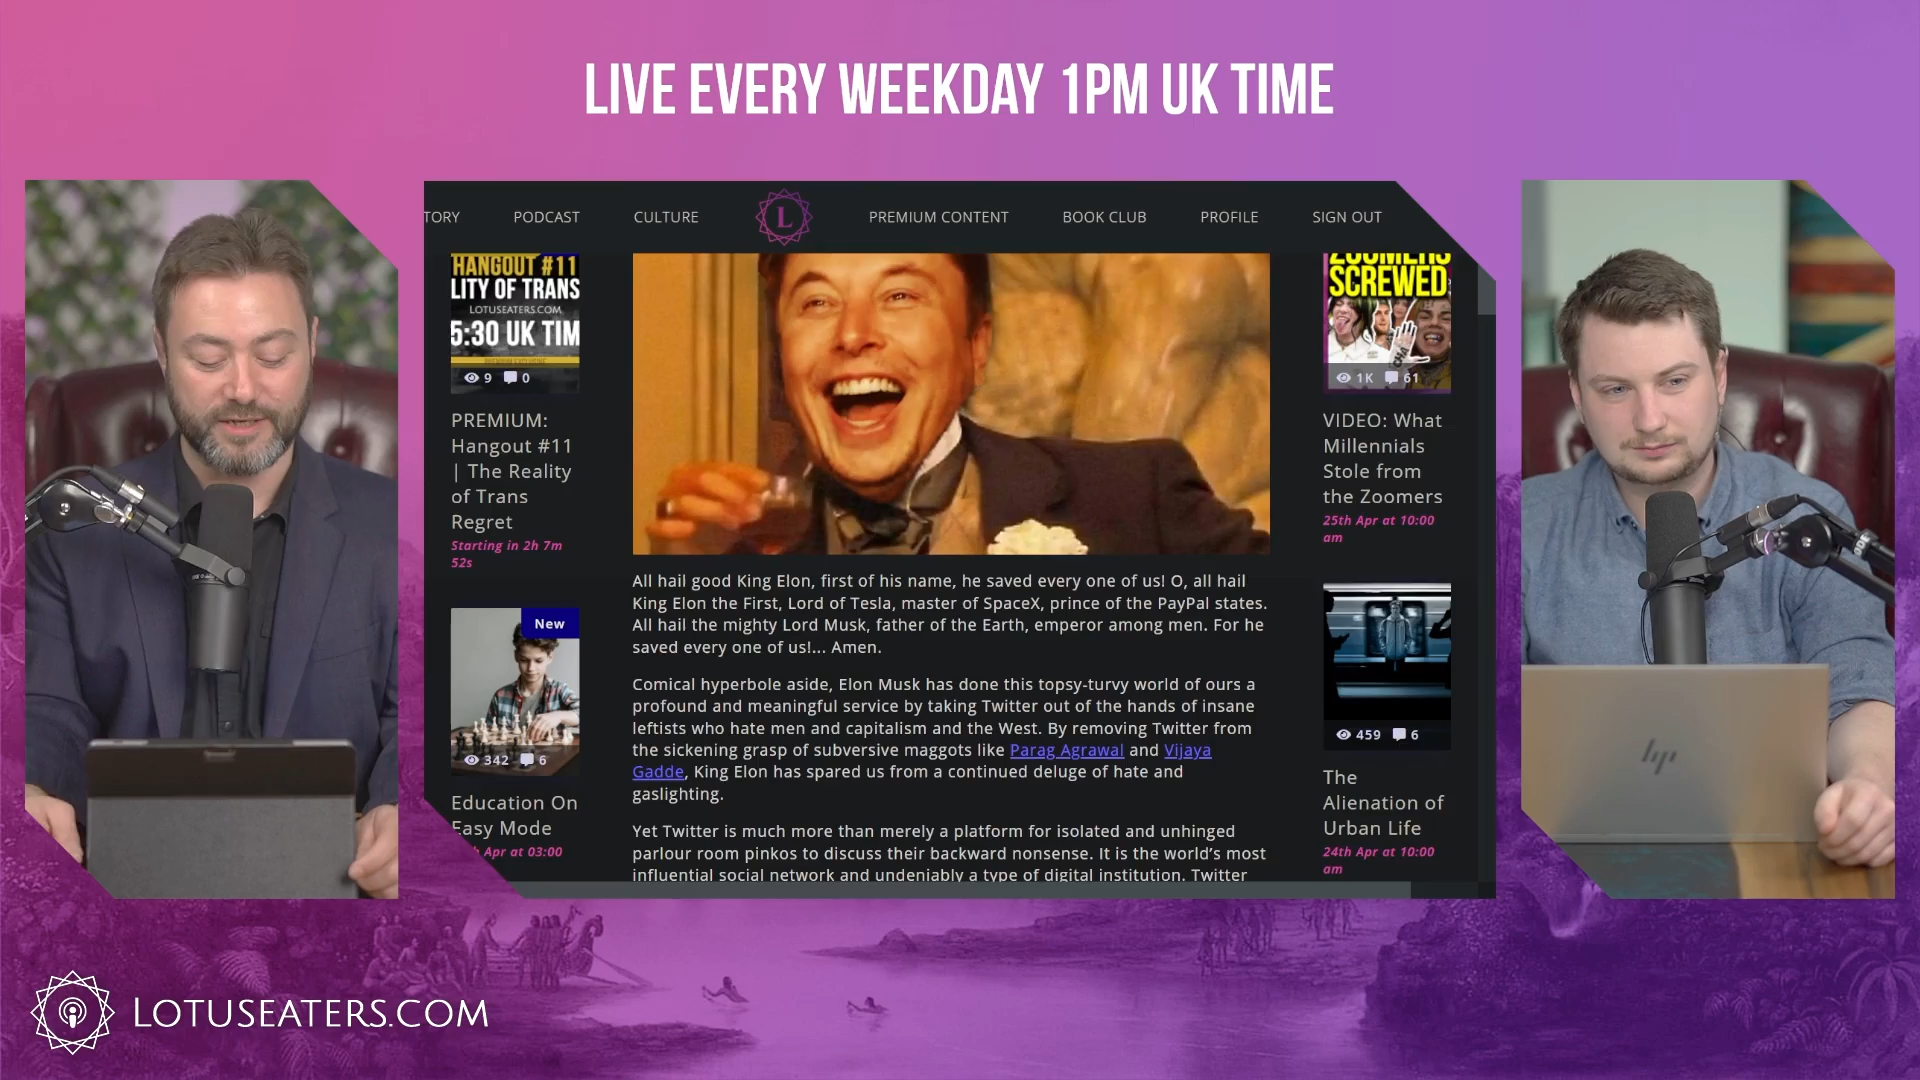 LIVE EVERY WEEKDAY 1PM UK TIME
TORY
PODCAST
CULTURE
L
PREMIUM CONTENT
BOOK CLUB
PROFILE
SIGN OUT
HANGOUT #11
LITY OF TRANS
LOTUSEATERS.COM
5:30 UK TIM
PREMIUM EXCLUSIVE
9 0
PREMIUM:
Hangout #11
| The Reality
of Trans
Regret
Starting in 2h 7m
52s
New
342 6
Education On
Easy Mode
Apr at 03:00
All hail good King Elon, first of his name, he saved every one of us! O, all hail
King Elon the First, Lord of Tesla, master of SpaceX, prince of the PayPal states.
All hail the mighty Lord Musk, father of the Earth, emperor among men. For he
saved every one of us!... Amen.
Comical hyperbole aside, Elon Musk has done this topsy-turvy world of ours a
profound and meaningful service by taking Twitter out of the hands of insane
leftists who hate men and capitalism and the West. By removing Twitter from
the sickening grasp of subversive maggots like Parag Agrawal and Vijaya
Gadde, King Elon has spared us from a continued deluge of hate and
gaslighting.
Yet Twitter is much more than merely a platform for isolated and unhinged
parlour room pinkos to discuss their backward nonsense. It is the world's most
influential social network and undeniably a type of digital institution. Twitter
ZOOMERS
SCREWED
1K 61
VIDEO: What
Millennials
Stole from
the Zoomers
25th Apr at 10:00
am
459 6
The
Alienation of
Urban Life
24th Apr at 10:00
am
hp
LOTUSEATERS.COM